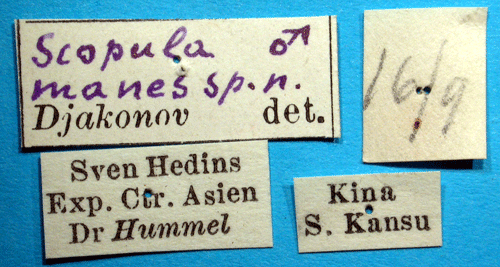 Scopula ♂
manes sp. n.
Djakonov det.
16/9
Sven Hedins
Exp. Ctr. Asien
Dr Hummel
Kina
S. Kansu